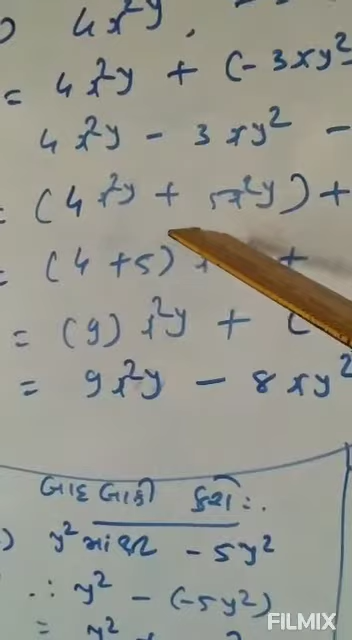 4x²y,
= 4x²y + (-3xy²
4x²y - 3xy² -
= (4x²y + 5x²y) +
= (4 + 5) x +
= (9) x²y + (
= 9x²y - 8xy²
બાદબાકી કરો:.
) y² માંથી - 5y²
∴ y² - (-5y²)
= y²
FILMIX